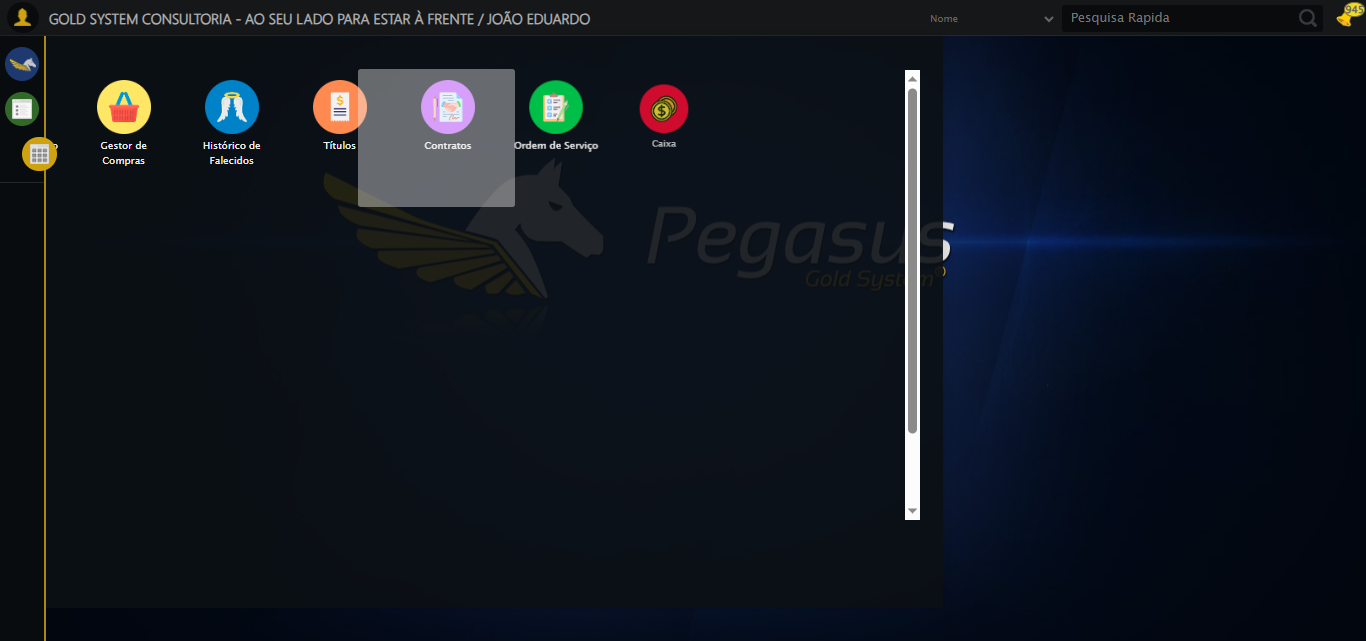 GOLD SYSTEM CONSULTORIA - AO SEU LADO PARA ESTAR À FRENTE / JOÃO EDUARDO
Nome
Pesquisa Rapida
945
Gestor de
Compras
Histórico de
Falecidos
Títulos
Contratos
Ordem de Serviço
Caixa
Pegasus
Gold System®